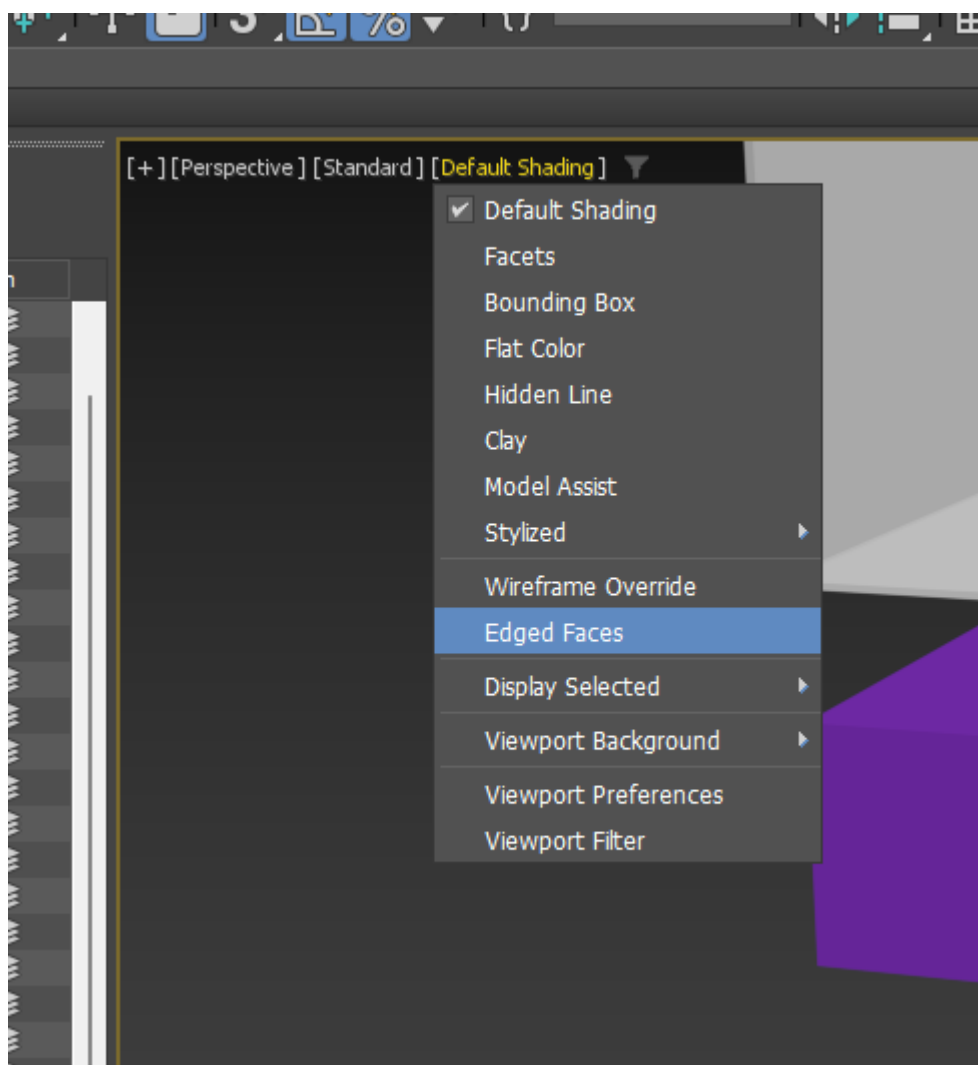 3 %
{}
[+] [Perspective] [Standard] [Default Shading]
n
Default Shading
Facets
Bounding Box
Flat Color
Hidden Line
Clay
Model Assist
Stylized
Wireframe Override
Edged Faces
Display Selected
Viewport Background
Viewport Preferences
Viewport Filter